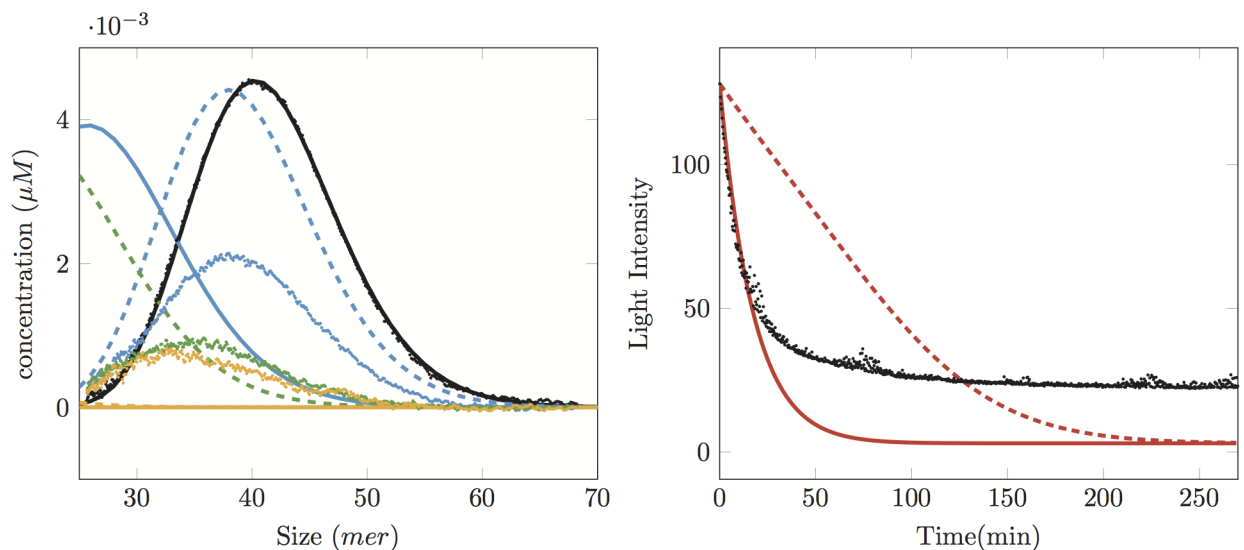 ·10−3
concentration (μM)
4
2
0
30 40 50 60 70
Size (mer)
Light Intensity
100
50
0
0 50 100 150 200 250
Time(min)